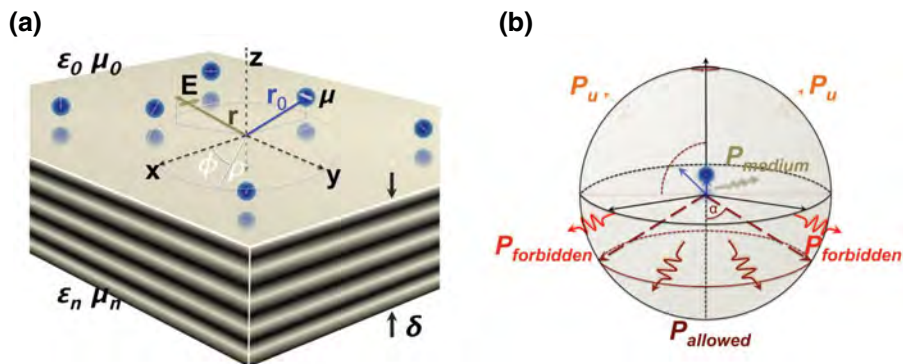 (a)
ε0 μ0
z
E
r0
μ
r
x
ϕ
ρ
y
εn μn
δ
(b)
Pu
Pu
Pmedium
α
Pforbidden
Pforbidden
Pallowed